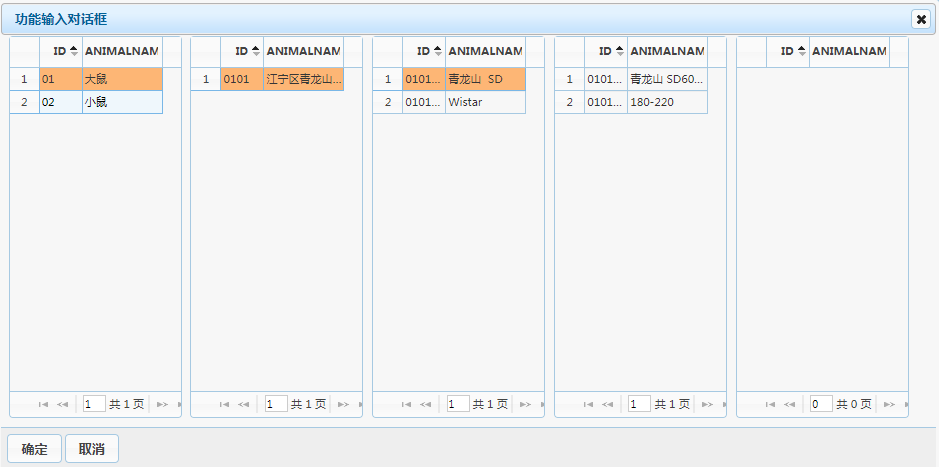 功能输入对话框
ID ANIMALNAM ID ANIMALNAM ID ANIMALNAM ID ANIMALNAM ID ANIMALNAM
1 01 大鼠 1 0101 江宁区青龙山... 1 0101... 青龙山 SD 1 0101... 青龙山 SD60...
2 02 小鼠 2 0101... Wistar 2 0101... 180-220
1 共 1 页 1 共 1 页 1 共 1 页 1 共 1 页 0 共 0 页
确定 取消